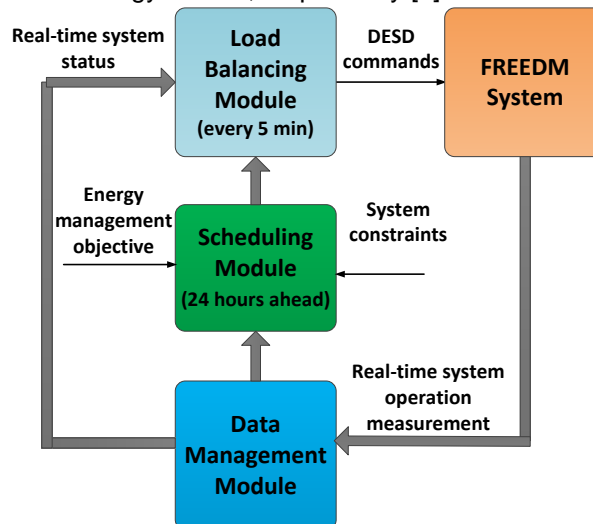 Real-time system
status
Load
Balancing
Module
(every 5 min)
DESD
commands
FREEDM
System
Energy
management
objective
Scheduling
Module
(24 hours ahead)
System
constraints
Real-time system
operation
measurement
Data
Management
Module